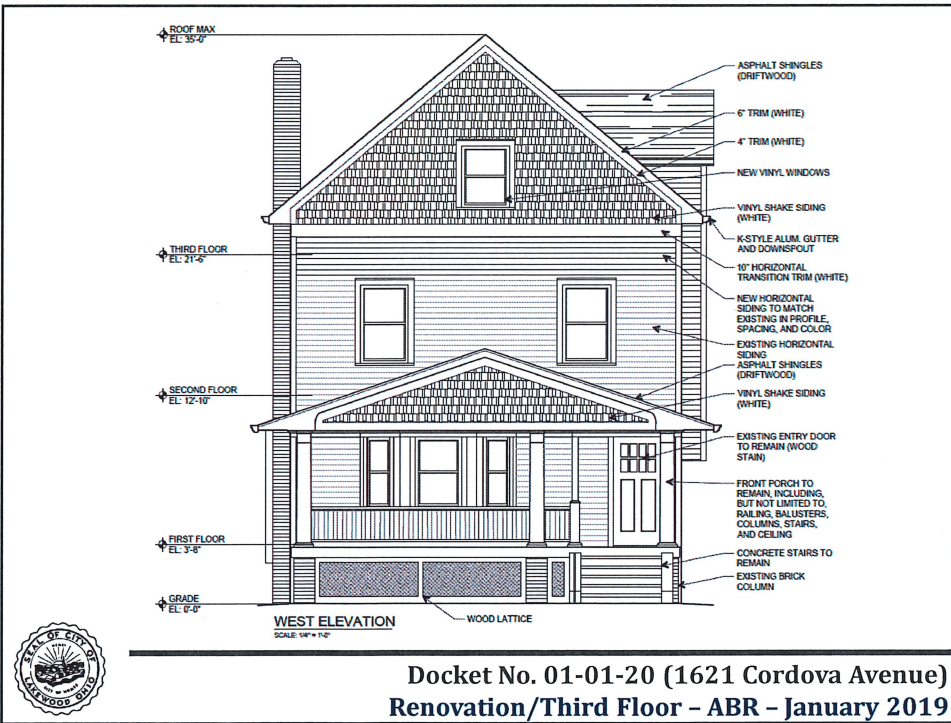 ROOF MAX
EL: 35'-0"
ASPHALT SHINGLES
(DRIFTWOOD)
6" TRIM (WHITE)
4" TRIM (WHITE)
NEW VINYL WINDOWS
VINYL SHAKE SIDING
(WHITE)
K-STYLE ALUM. GUTTER
AND DOWNSPOUT
THIRD FLOOR
EL: 21'-6"
10" HORIZONTAL
TRANSITION TRIM (WHITE)
NEW HORIZONTAL
SIDING TO MATCH
EXISTING IN PROFILE,
SPACING, AND COLOR
EXISTING HORIZONTAL
SIDING
ASPHALT SHINGLES
(DRIFTWOOD)
SECOND FLOOR
EL: 12'-10"
VINYL SHAKE SIDING
(WHITE)
EXISTING ENTRY DOOR
TO REMAIN (WOOD
STAIN)
FRONT PORCH TO
REMAIN, INCLUDING,
BUT NOT LIMITED TO,
RAILING, BALUSTERS,
COLUMNS, STAIRS,
AND CEILING
FIRST FLOOR
EL: 3'-8"
CONCRETE STAIRS TO
REMAIN
EXISTING BRICK
COLUMN
GRADE
EL: 0'-0"
WOOD LATTICE
WEST ELEVATION
SCALE: 1/4" = 1'-0"
SEAL OF CITY OF
LAKEWOOD OHIO
Docket No. 01-01-20 (1621 Cordova Avenue)
Renovation/Third Floor – ABR – January 2019